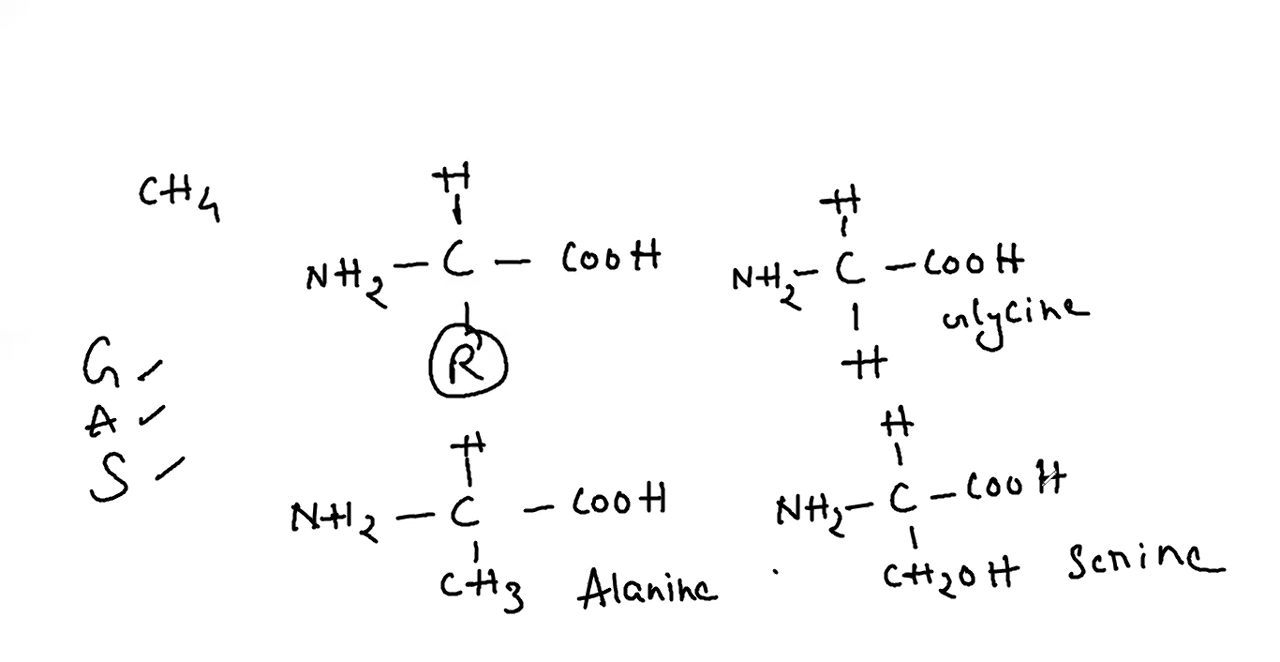 CH4
H
NH2 – C – COOH
R
H
NH2 – C – COOH
Glycine
H
G
A
S
H
NH2 – C – COOH
CH3 Alanine
H
NH2 – C – COOH
CH2OH Serine